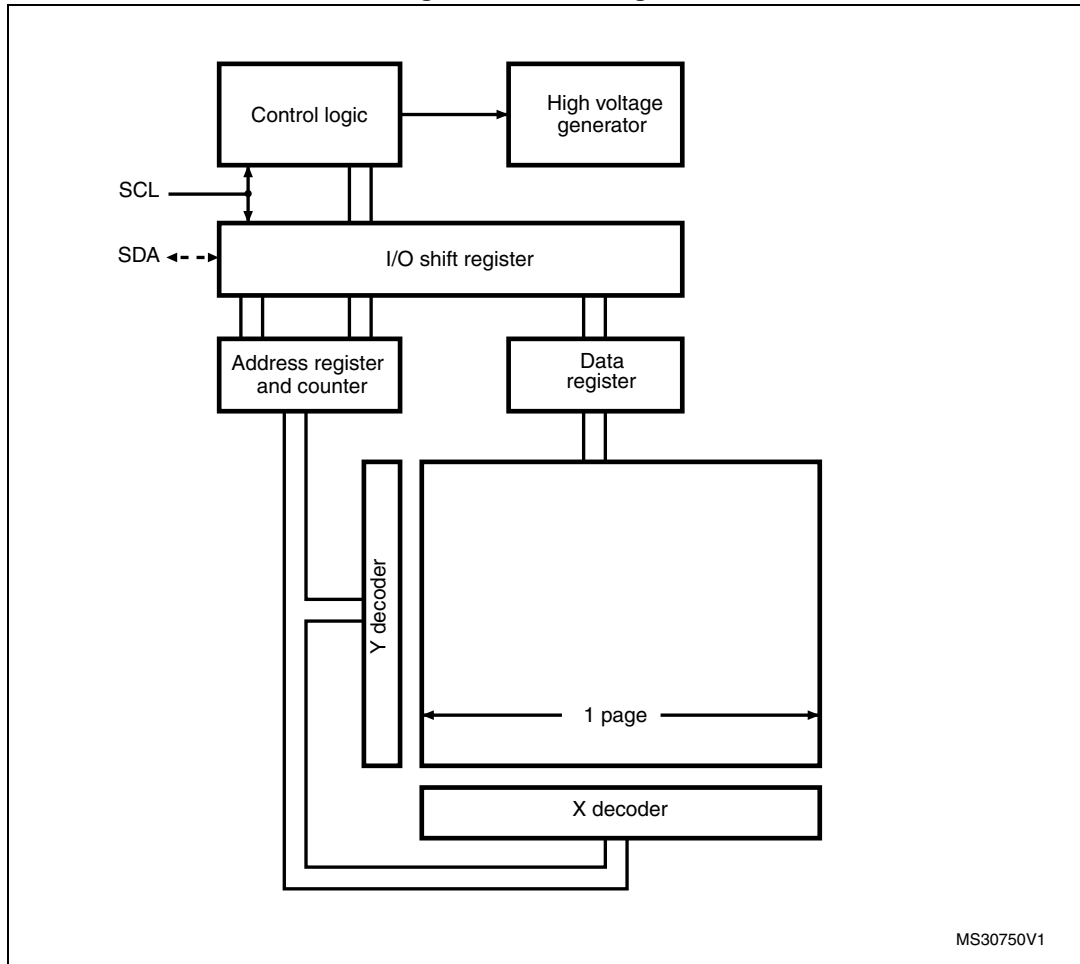 Control logic
High voltage
generator
SCL
SDA
I/O shift register
Address register
and counter
Data
register
Y decoder
1 page
X decoder
MS30750V1